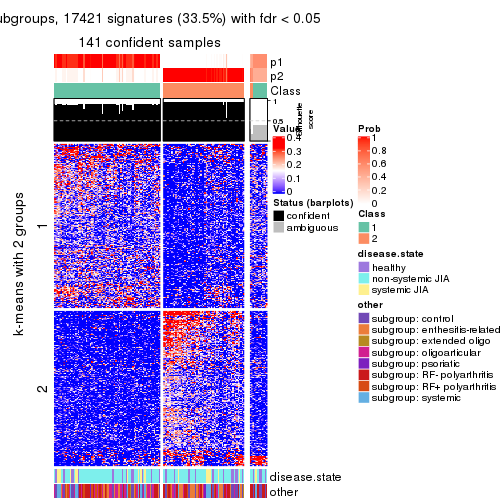 ubgroups, 17421 signatures (33.5%) with fdr < 0.05
141 confident samples
p1
p2
Class
1
0.5
silhouette
score
Value
0.4
0.3
0.2
0.1
0
Status (barplots)
confident
ambiguous
Prob
1
0.8
0.6
0.4
0.2
0
Class
1
2
disease.state
healthy
non-systemic JIA
systemic JIA
other
subgroup: control
subgroup: enthesitis-related
subgroup: extended oligo
subgroup: oligoarticular
subgroup: psoriatic
subgroup: RF- polyarthritis
subgroup: RF+ polyarthritis
subgroup: systemic
k-means with 2 groups
1
2
disease.state
other